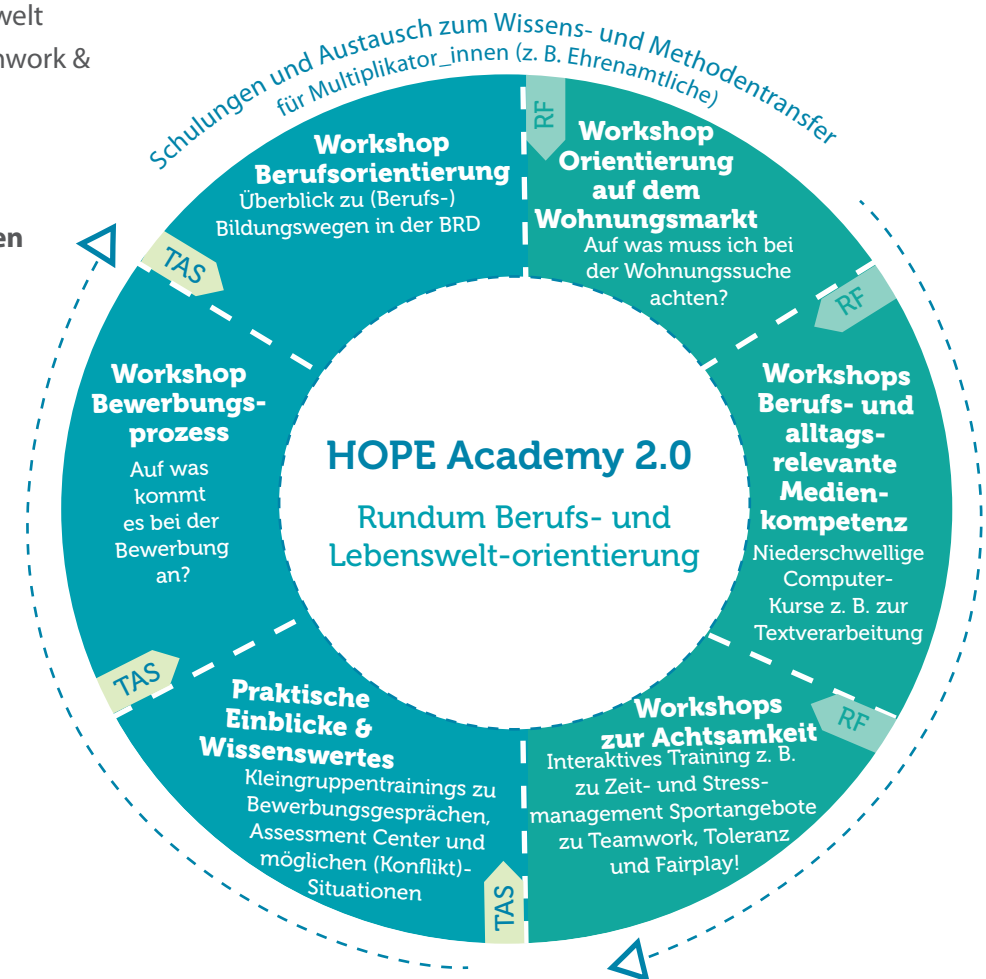 welt
nwork &
en
Schulungen und Austausch zum Wissens- und Methodentransfer
für Multiplikator_innen (z. B. Ehrenamtliche)
RF
Workshop
Orientierung
auf dem
Wohnungsmarkt
Auf was muss ich bei
der Wohnungssuche
achten?
RF
Workshops
Berufs- und
alltags-
relevante
Medien-
kompetenz
Niederschwellige
Computer-
Kurse z. B. zur
Textverarbeitung
RF
Workshops
zur Achtsamkeit
Interaktives Training z. B.
zu Zeit- und Stress-
management Sportangebote
zu Teamwork, Toleranz
und Fairplay!
TAS
Praktische
Einblicke &
Wissenswertes
Kleingruppentrainings zu
Bewerbungsgesprächen,
Assessment Center und
möglichen (Konflikt)-
Situationen
TAS
Workshop
Bewerbungs-
prozess
Auf was
kommt
es bei der
Bewerbung
an?
TAS
Workshop
Berufsorientierung
Überblick zu (Berufs-)
Bildungswegen in der BRD
HOPE Academy 2.0
Rundum Berufs- und
Lebenswelt-orientierung